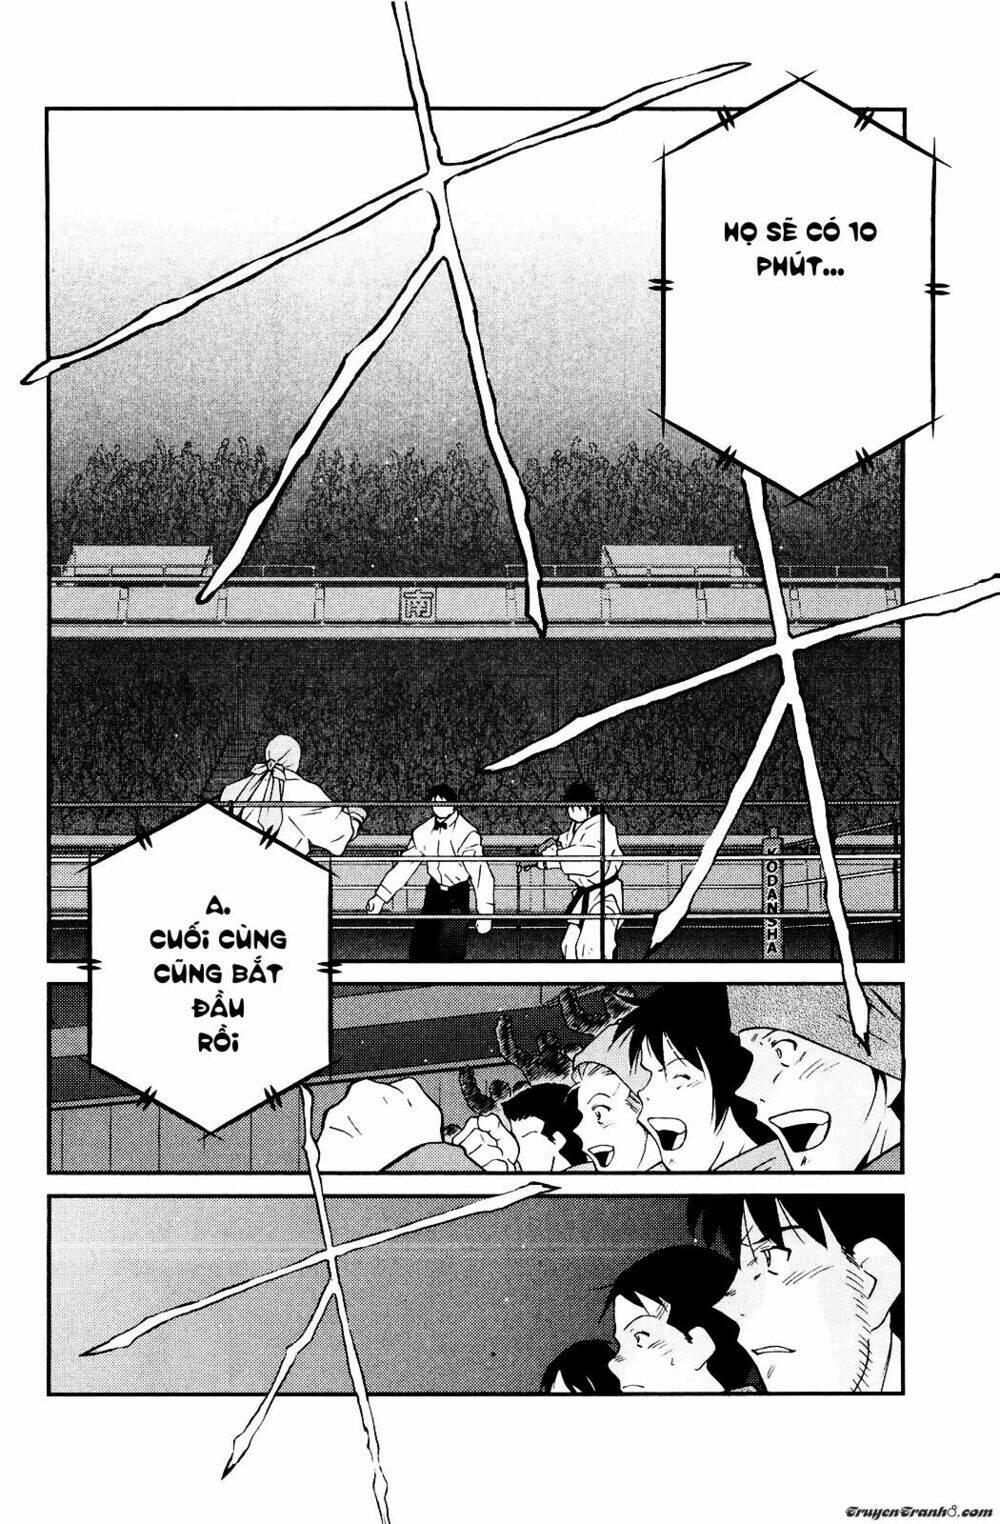 HỌ SẼ CÓ 10
PHÚT...
南
KODANSHA
A.
CUỐI CÙNG
CŨNG BẮT
ĐẦU
RỒI
TruyenTranh8.com